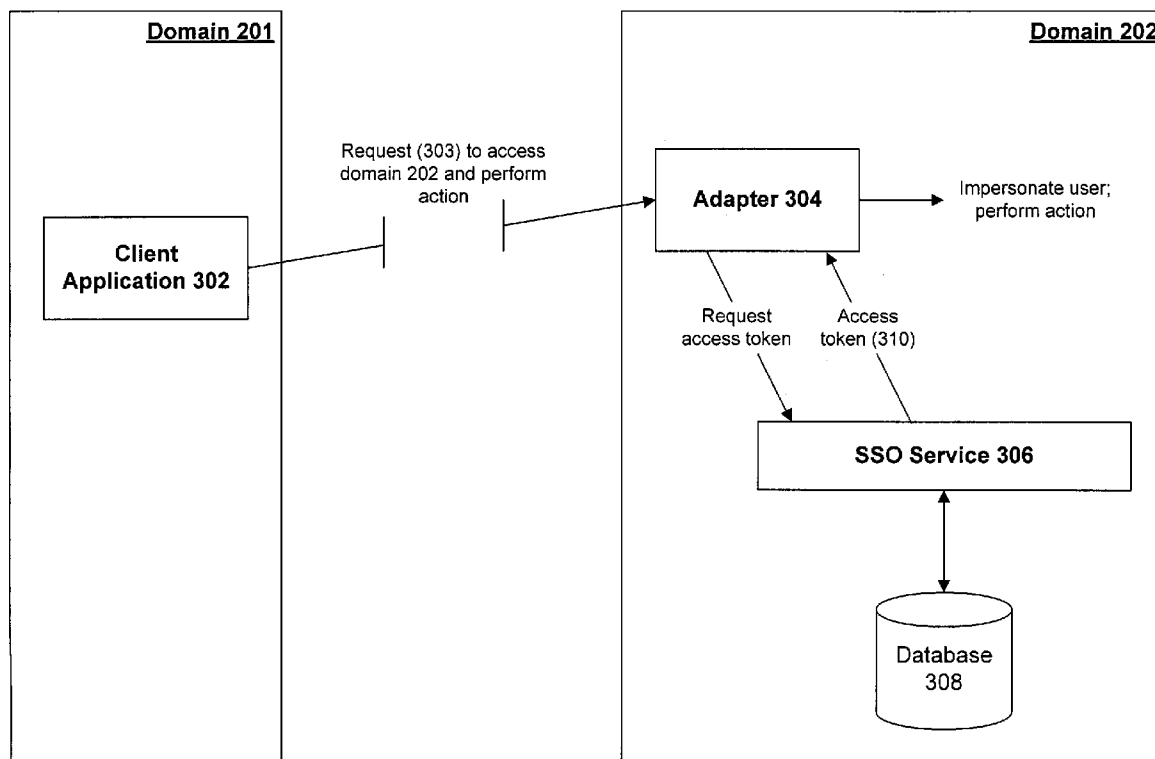 Domain 201
Domain 202
Request (303) to access
domain 202 and perform
action
Client
Application 302
Adapter 304
Impersonate user;
perform action
Request
access token
Access
token (310)
SSO Service 306
Database
308